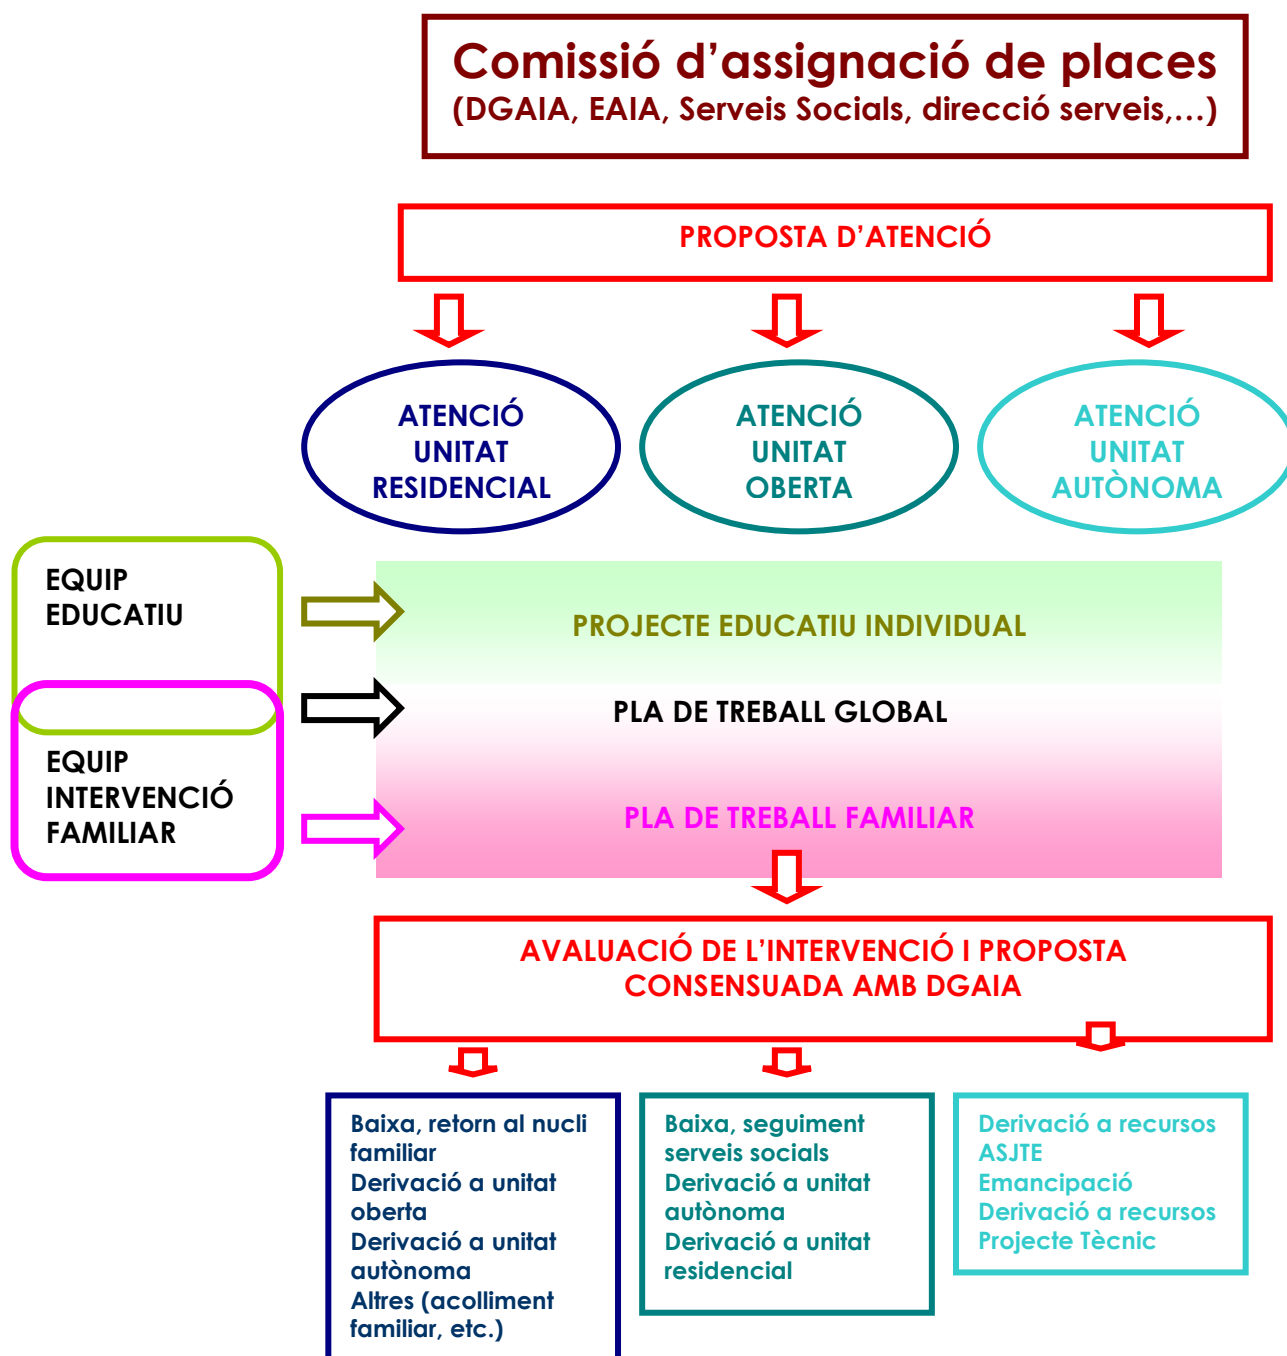 Comissió d’assignació de places
(DGAIA, EAIA, Serveis Socials, direcció serveis,…)
PROPOSTA D’ATENCIÓ
ATENCIÓ
UNITAT
RESIDENCIAL
ATENCIÓ
UNITAT
OBERTA
ATENCIÓ
UNITAT
AUTÒNOMA
EQUIP
EDUCATIU
PROJECTE EDUCATIU INDIVIDUAL
PLA DE TREBALL GLOBAL
EQUIP
INTERVENCIÓ
FAMILIAR
PLA DE TREBALL FAMILIAR
AVALUACIÓ DE L’INTERVENCIÓ I PROPOSTA
CONSENSUADA AMB DGAIA
Baixa, retorn al nucli
familiar
Derivació a unitat
oberta
Derivació a unitat
autònoma
Altres (acolliment
familiar, etc.)
Baixa, seguiment
serveis socials
Derivació a unitat
autònoma
Derivació a unitat
residencial
Derivació a recursos
ASJTE
Emancipació
Derivació a recursos
Projecte Tècnic